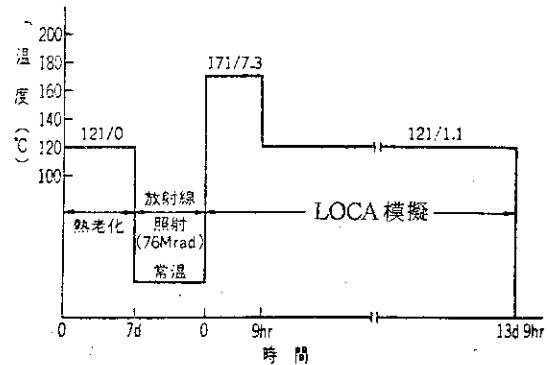 温度(℃)
200
180
160
140
120
100
171/7.3
121/0
121/1.1
放射線
照射
(76Mrad)
熱老化
LOCA 模擬
常温
0
7d
0
9hr
13d 9hr
時間